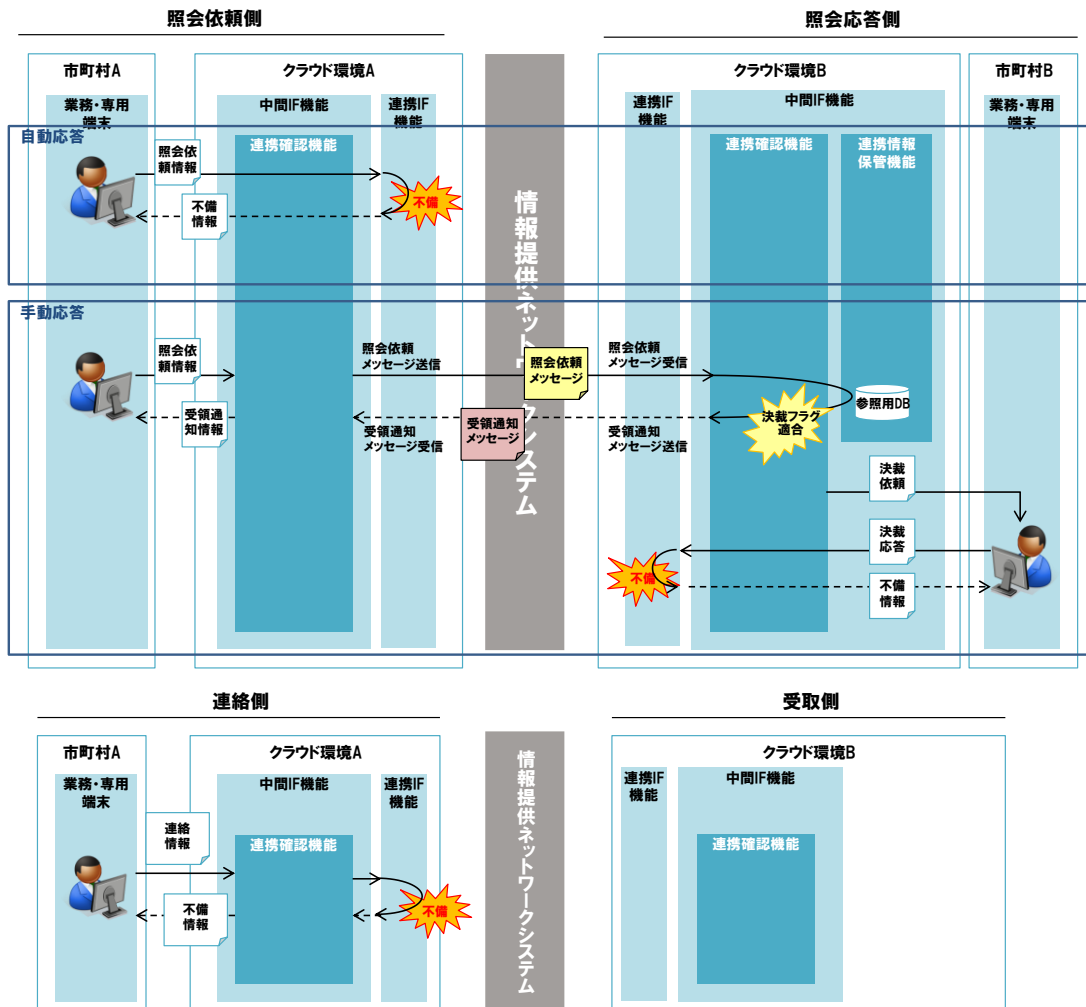 照会依頼側
照会応答側
市町村A
クラウド環境A
クラウド環境B
市町村B
業務・専用
端末
中間IF機能
連携IF
機能
連携IF
機能
中間IF機能
業務・専用
端末
自動応答
連携確認機能
連携確認機能
連携情報
保管機能
照会依
頼情報
不備
情報
不備
情報提供ネットワークシステム
手動応答
照会依
頼情報
照会依頼
メッセージ送信
照会依頼
メッセージ
照会依頼
メッセージ受信
参照用DB
受領通
知情報
受領通知
メッセージ受信
受領通知
メッセージ
受領通知
メッセージ送信
決裁フラグ
適合
決裁
依頼
決裁
応答
不備
不備
情報
連絡側
受取側
市町村A
クラウド環境A
クラウド環境B
業務・専用
端末
中間IF機能
連携IF
機能
連携IF
機能
中間IF機能
連絡
情報
連携確認機能
連携確認機能
不備
情報
不備
情報提供ネットワークシステム